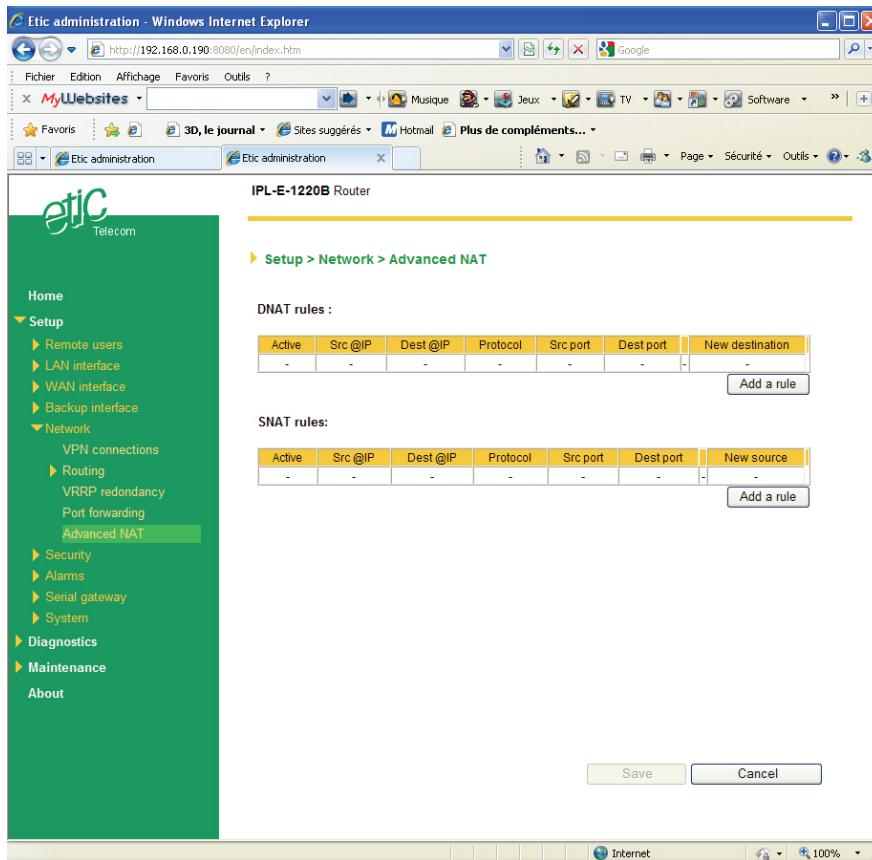 Etic administration - Windows Internet Explorer
http://192.168.0.190:8080/en/index.htm
Google
Fichier Edition Affichage Favoris Outils ?
x MyWebsites Musique Jeux TV Software »
Favoris 3D, le journal Sites suggérés Hotmail Plus de compléments...
Etic administration Etic administration X Page Sécurité Outils
etic
Telecom
IPL-E-1220B Router
Setup > Network > Advanced NAT
Home
Setup
Remote users
LAN interface
WAN interface
Backup interface
Network
VPN connections
Routing
VRRP redondancy
Port forwarding
Advanced NAT
Security
Alarms
Serial gateway
System
Diagnostics
Maintenance
About
DNAT rules :
Active Src @IP Dest @IP Protocol Src port Dest port New destination
- - - - - - - -
Add a rule
SNAT rules:
Active Src @IP Dest @IP Protocol Src port Dest port New source
- - - - - - - -
Add a rule
Save Cancel
Internet 100%